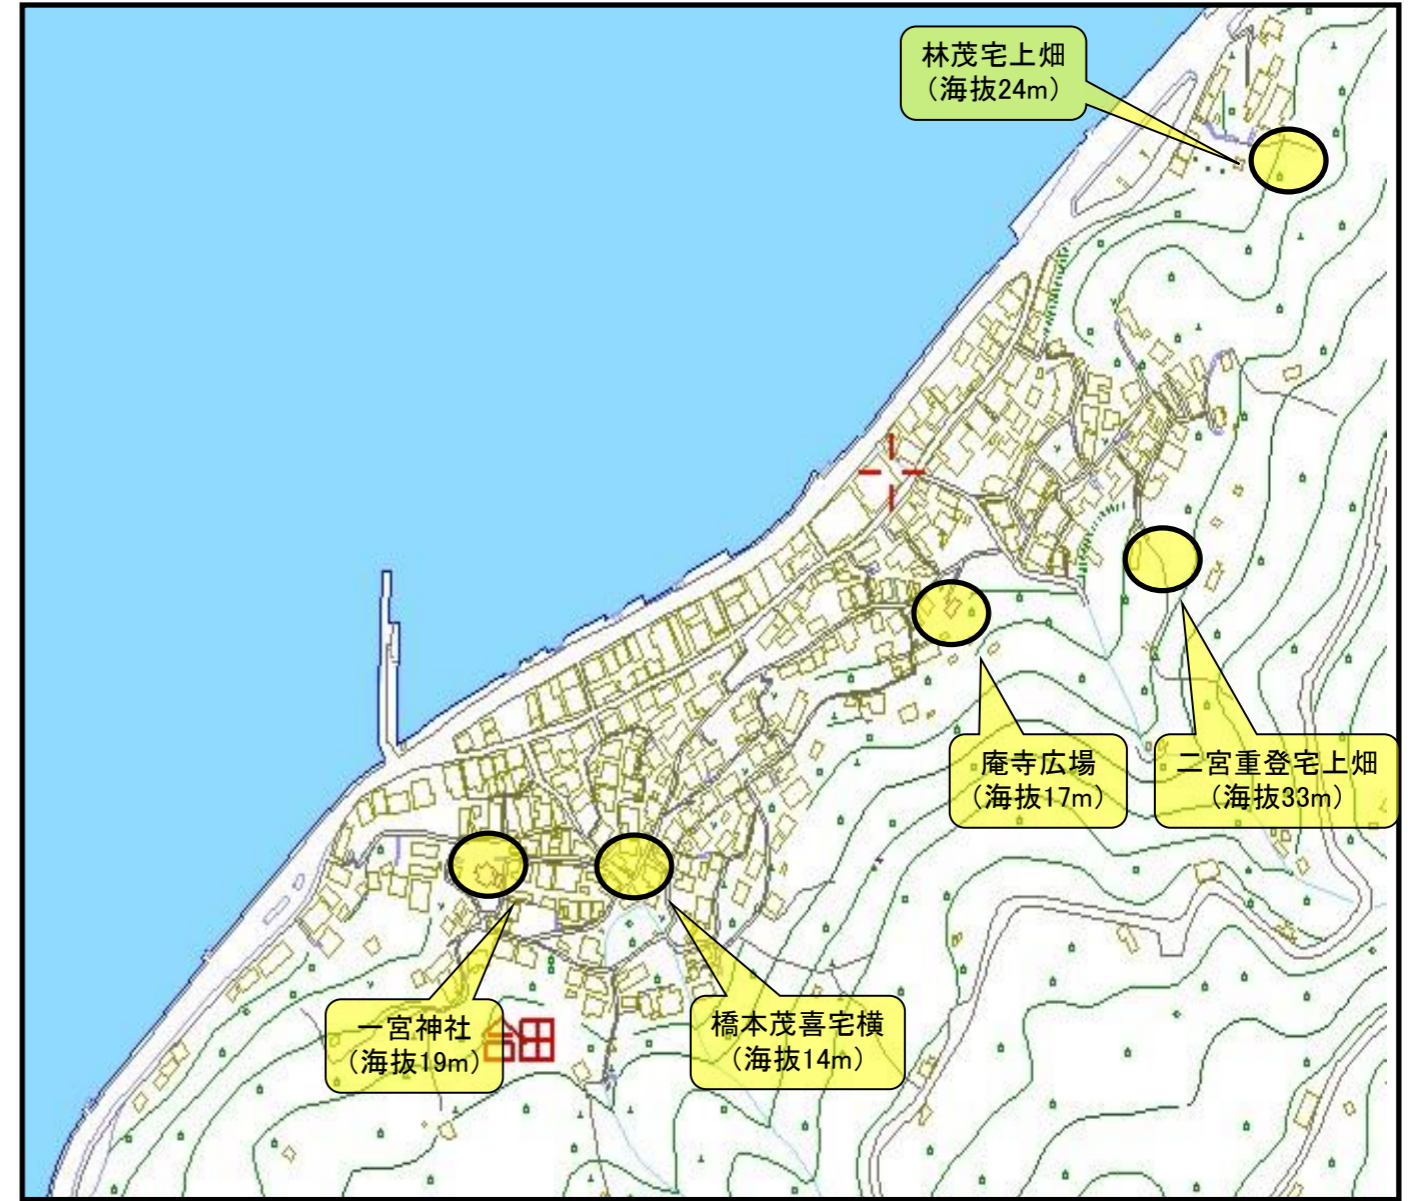 林茂宅上畑
（海抜24m）
庵寺広場
（海抜17m）
二宮重登宅上畑
（海抜33m）
一宮神社
（海抜19m）
橋本茂喜宅横
（海抜14m）